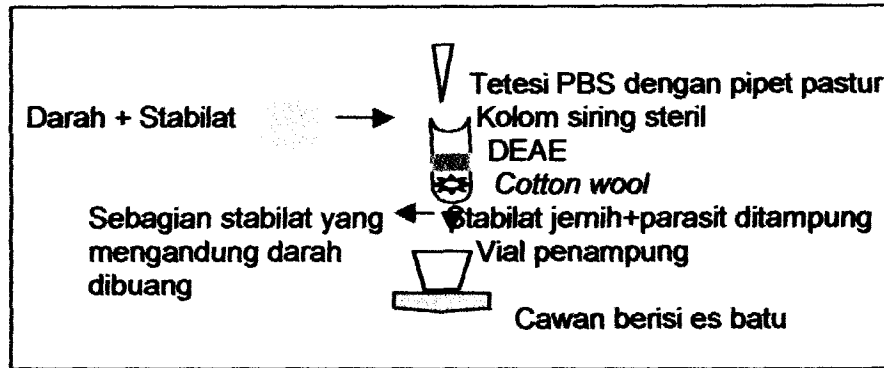 Tetesi PBS dengan pipet pastur
Darah + Stabilat
Kolom siring steril
DEAE
Cotton wool
Sebagian stabilat yang
mengandung darah
dibuang
Stabilat jernih+parasit ditampung
Vial penampung
Cawan berisi es batu